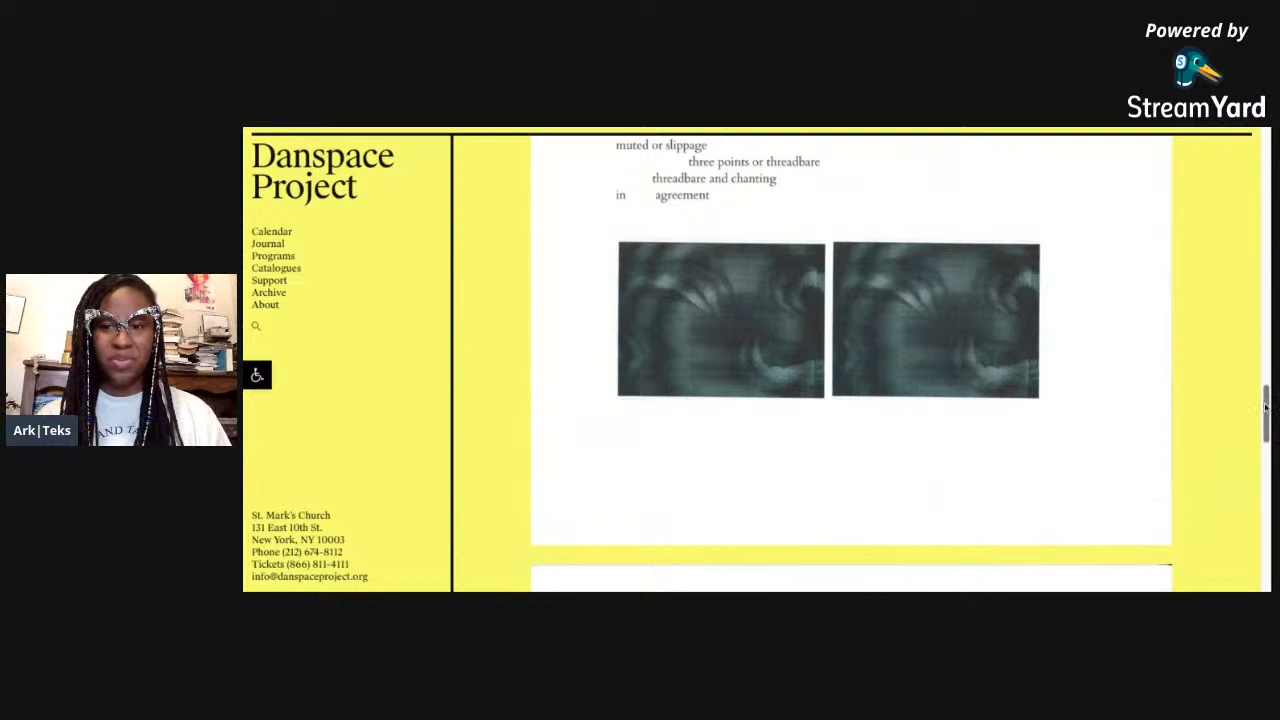 Powered by
StreamYard
Danspace
Project
Calendar
Journal
Programs
Catalogues
Support
Archive
About
St. Mark's Church
131 East 10th St.
New York, NY 10003
Phone (212) 674-8112
Tickets (866) 811-4111
info@danspaceproject.org
muted or slippage
three points or threadbare
threadbare and chanting
in agreement
Ark|Teks